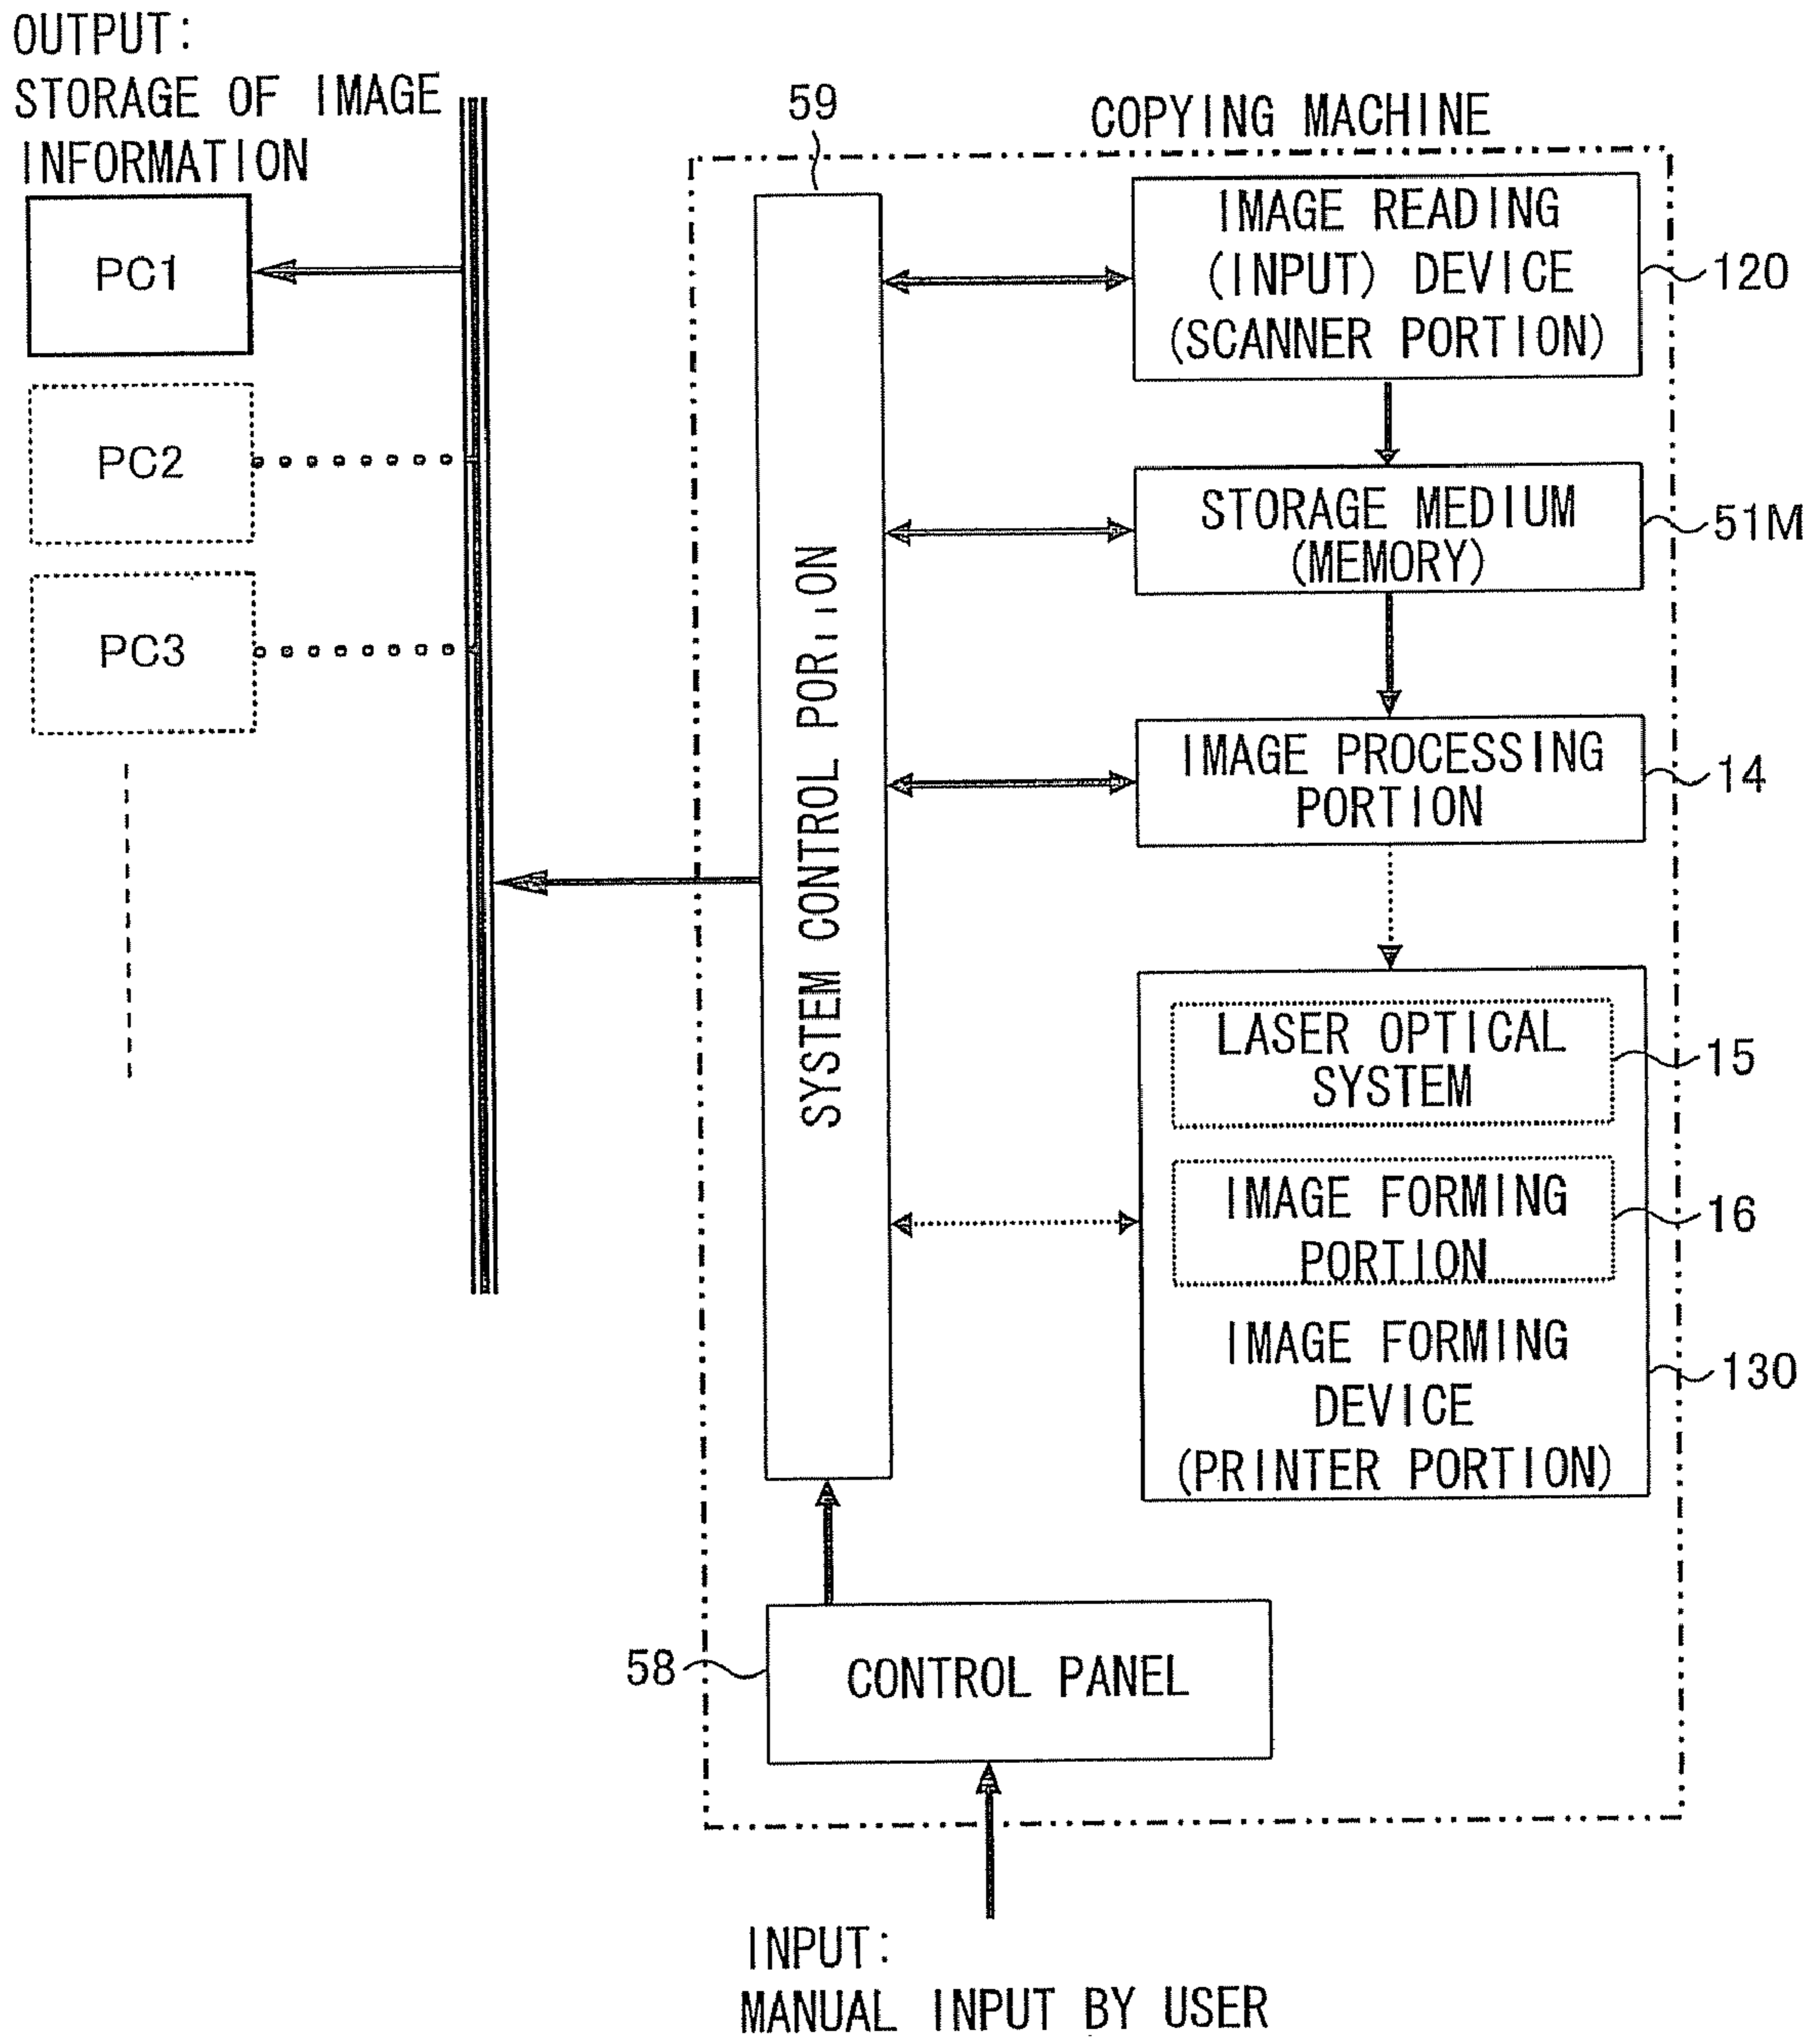 OUTPUT:
STORAGE OF IMAGE
INFORMATION
PC1
PC2
PC3
59
COPYING MACHINE
SYSTEM CONTROL PORTION
IMAGE READING
(INPUT) DEVICE
(SCANNER PORTION)
120
STORAGE MEDIUM
(MEMORY)
51M
IMAGE PROCESSING
PORTION
14
LASER OPTICAL
SYSTEM
15
IMAGE FORMING
PORTION
16
IMAGE FORMING
DEVICE
(PRINTER PORTION)
130
58
CONTROL PANEL
INPUT:
MANUAL INPUT BY USER